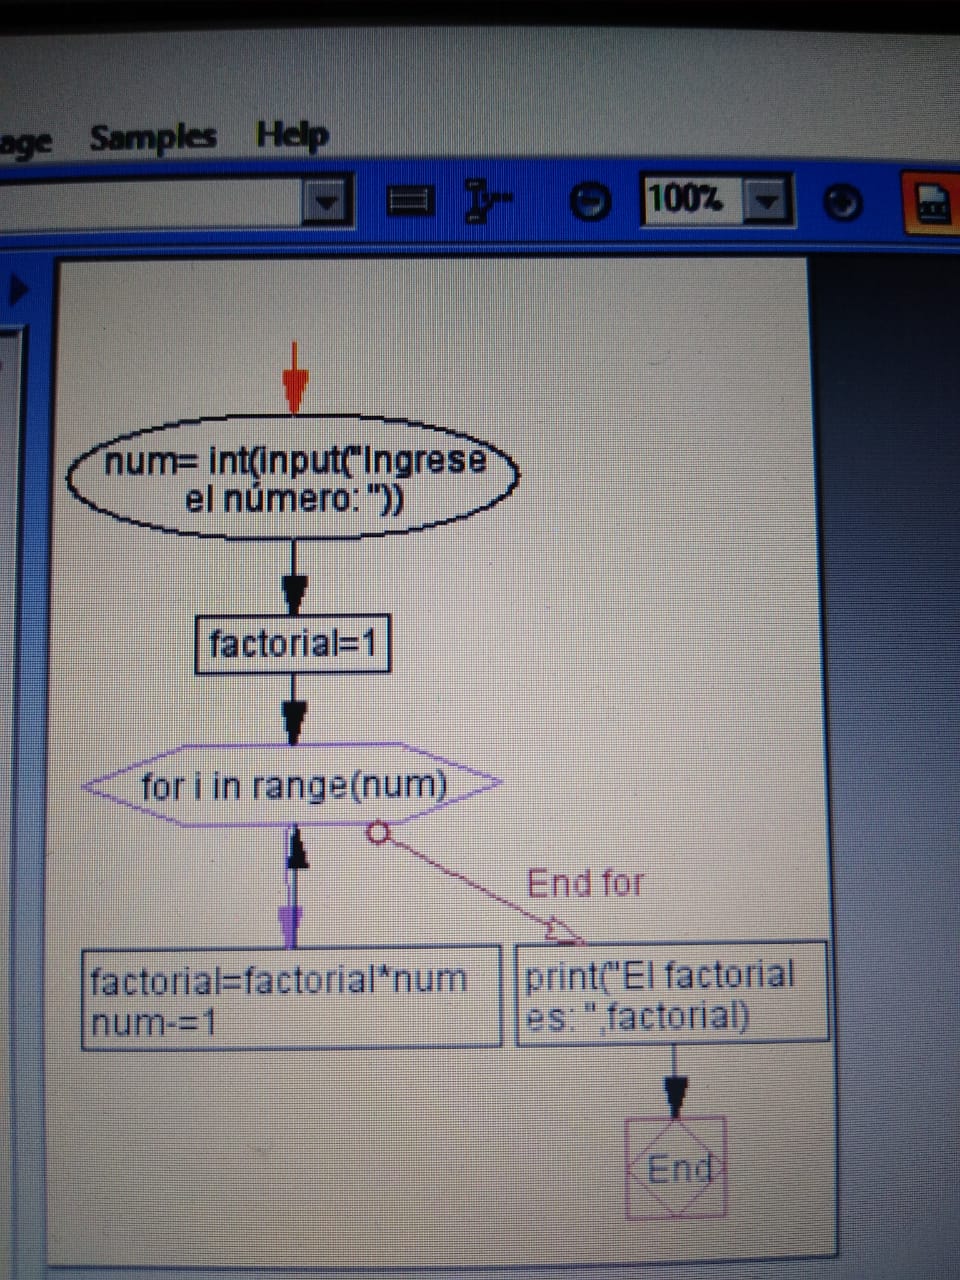 age Samples Help
100%
num= int(input("Ingrese
el número: "))
factorial=1
for i in range(num)
End for
factorial=factorial*num
num-=1
print("El factorial
es: ",factorial)
End